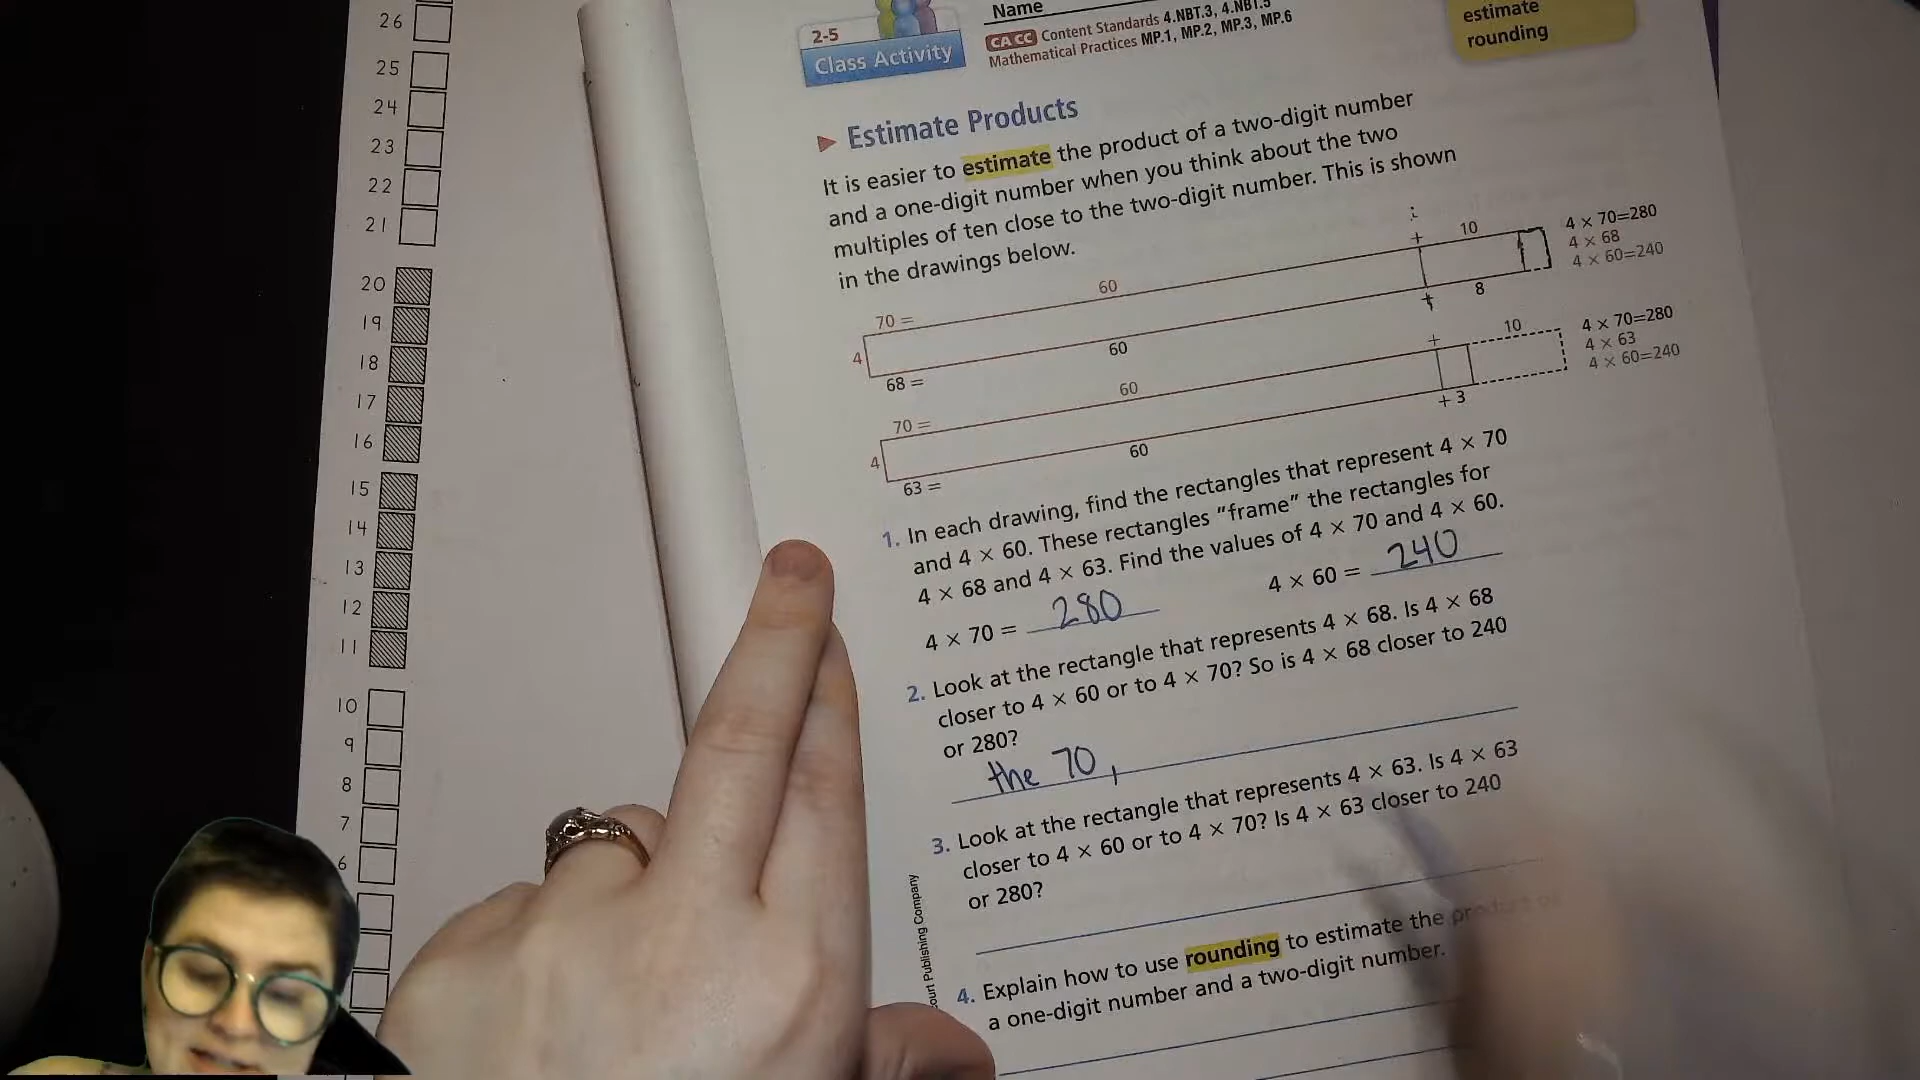 26
25
24
23
22
21
20
19
18
17
16
15
14
13
12
11
10
9
8
7
6
2-5
Class Activity
Name
CA CC Content Standards 4.NBT.3, 4.NBT.5
Mathematical Practices MP.1, MP.2, MP.3, MP.6
estimate
rounding
Estimate Products
It is easier to estimate the product of a two-digit number
and a one-digit number when you think about the two
multiples of ten close to the two-digit number. This is shown
in the drawings below.
70 =
60
+
10
4 × 70=280
4 × 68
4 × 60=240
4
68 =
60
+
8
70 =
60
+
10
4 × 70=280
4 × 63
4 × 60=240
4
63 =
60
+ 3
1. In each drawing, find the rectangles that represent 4 × 70
and 4 × 60. These rectangles "frame" the rectangles for
4 × 68 and 4 × 63. Find the values of 4 × 70 and 4 × 60.
4 × 70 = 280
4 × 60 = 240
2. Look at the rectangle that represents 4 × 68. Is 4 × 68
closer to 4 × 60 or to 4 × 70? So is 4 × 68 closer to 240
or 280?
the 70,
3. Look at the rectangle that represents 4 × 63. Is 4 × 63
closer to 4 × 60 or to 4 × 70? Is 4 × 63 closer to 240
or 280?
4. Explain how to use rounding to estimate the product
a one-digit number and a two-digit number.
Publishing Company